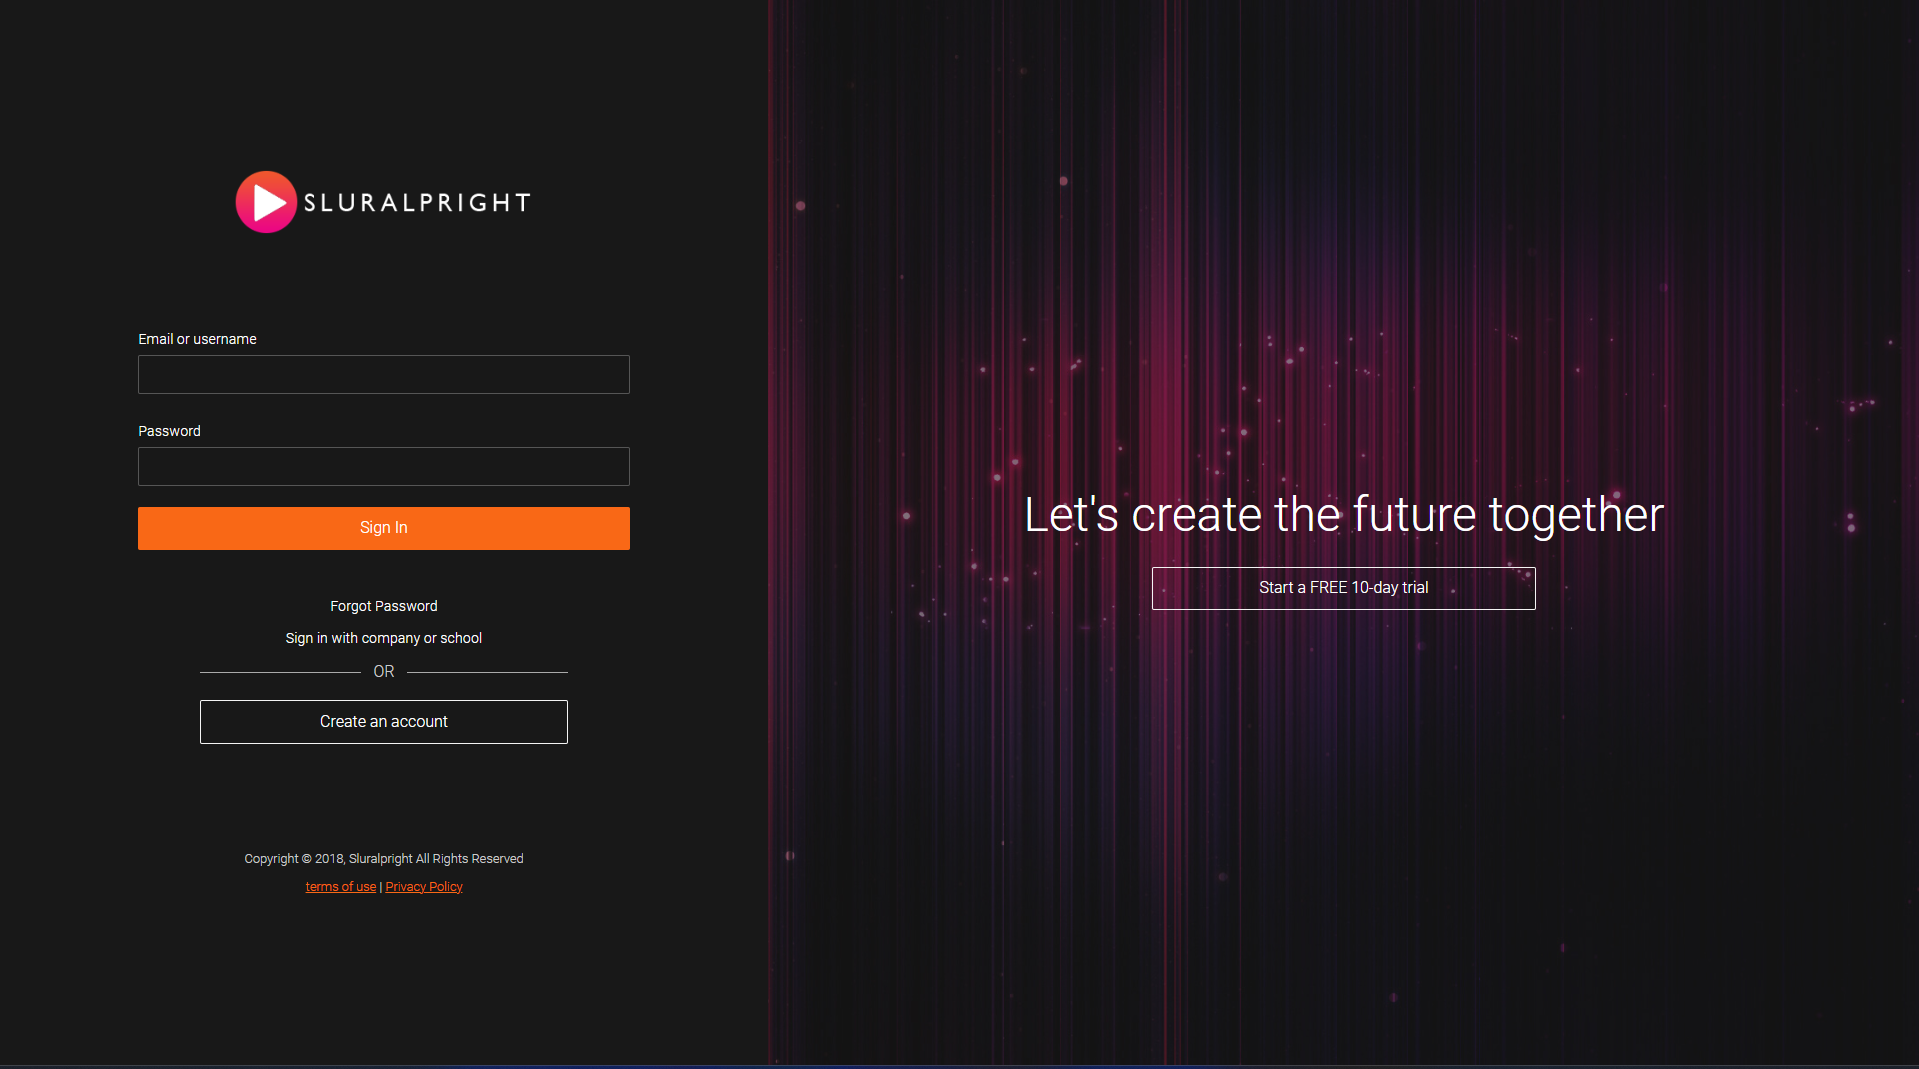 SLURALPRIGHT
Email or username
Password
Sign In
Forgot Password
Sign in with company or school
OR
Create an account
Copyright © 2018, Sluralpright All Rights Reserved
terms of use | Privacy Policy
Let's create the future together
Start a FREE 10-day trial